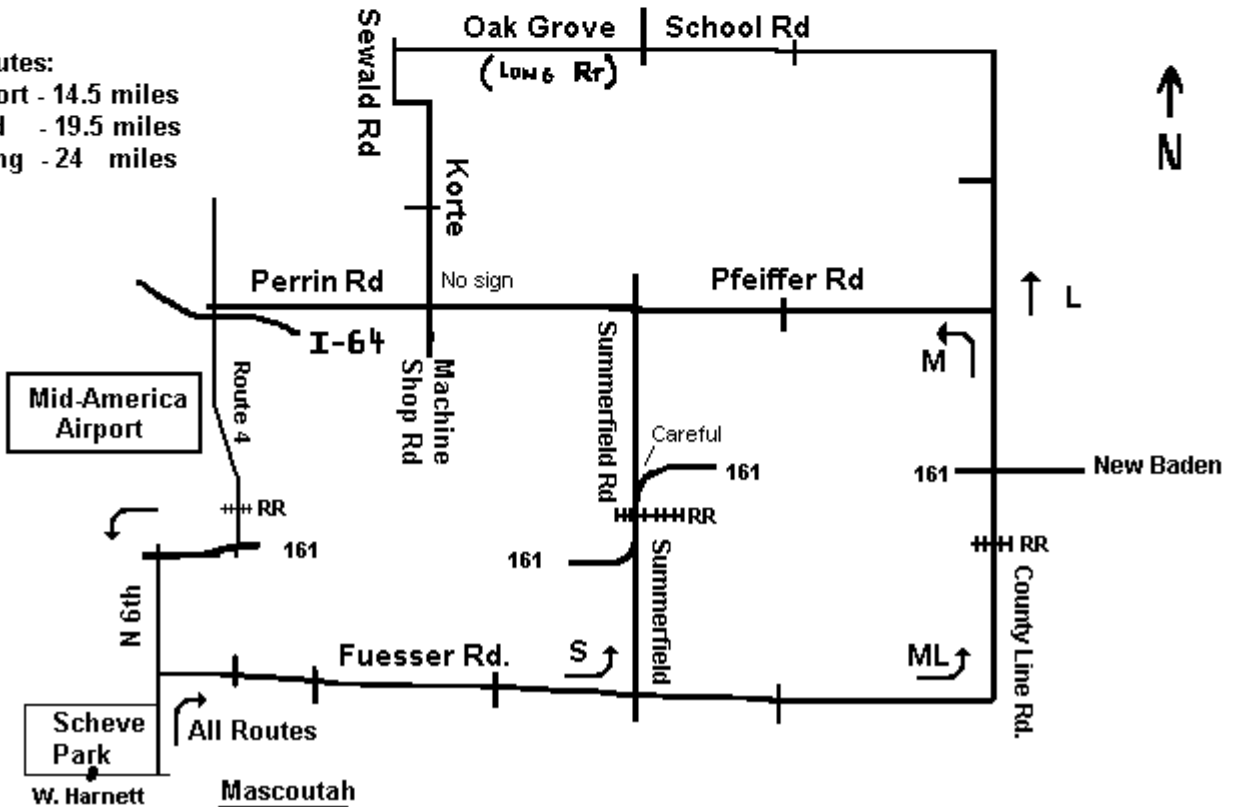 utes:
ort - 14.5 miles
d - 19.5 miles
ng - 24 miles
Sewald Rd
Oak Grove School Rd
(Long Rt)
N
Korte
Perrin Rd
No sign
Pfeiffer Rd
L
I-64
M
Mid-America
Airport
Route 4
Machine
Shop Rd
Summerfield Rd
Careful
161
161
New Baden
RR
RR
RR
161
161
N 6th
Summerfield
County Line Rd.
Fuesser Rd.
S
ML
Scheve
Park
All Routes
W. Harnett
Mascoutah